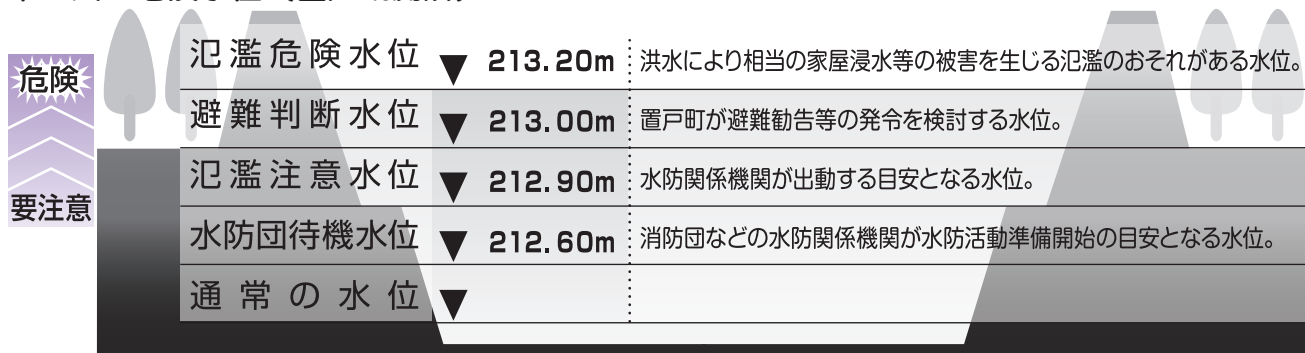 危険
要注意
氾濫危険水位 ▼ 213.20m 洪水により相当の家屋浸水等の被害を生じる氾濫のおそれがある水位。
避難判断水位 ▼ 213.00m 置戸町が避難勧告等の発令を検討する水位。
氾濫注意水位 ▼ 212.90m 水防関係機関が出動する目安となる水位。
水防団待機水位 ▼ 212.60m 消防団などの水防関係機関が水防活動準備開始の目安となる水位。
通常の水位 ▼